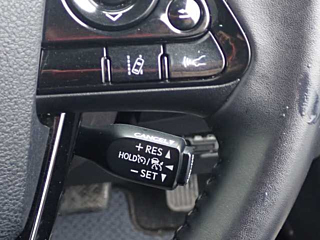 CANCEL
+ RES ▲
HOLD /
− SET ▼